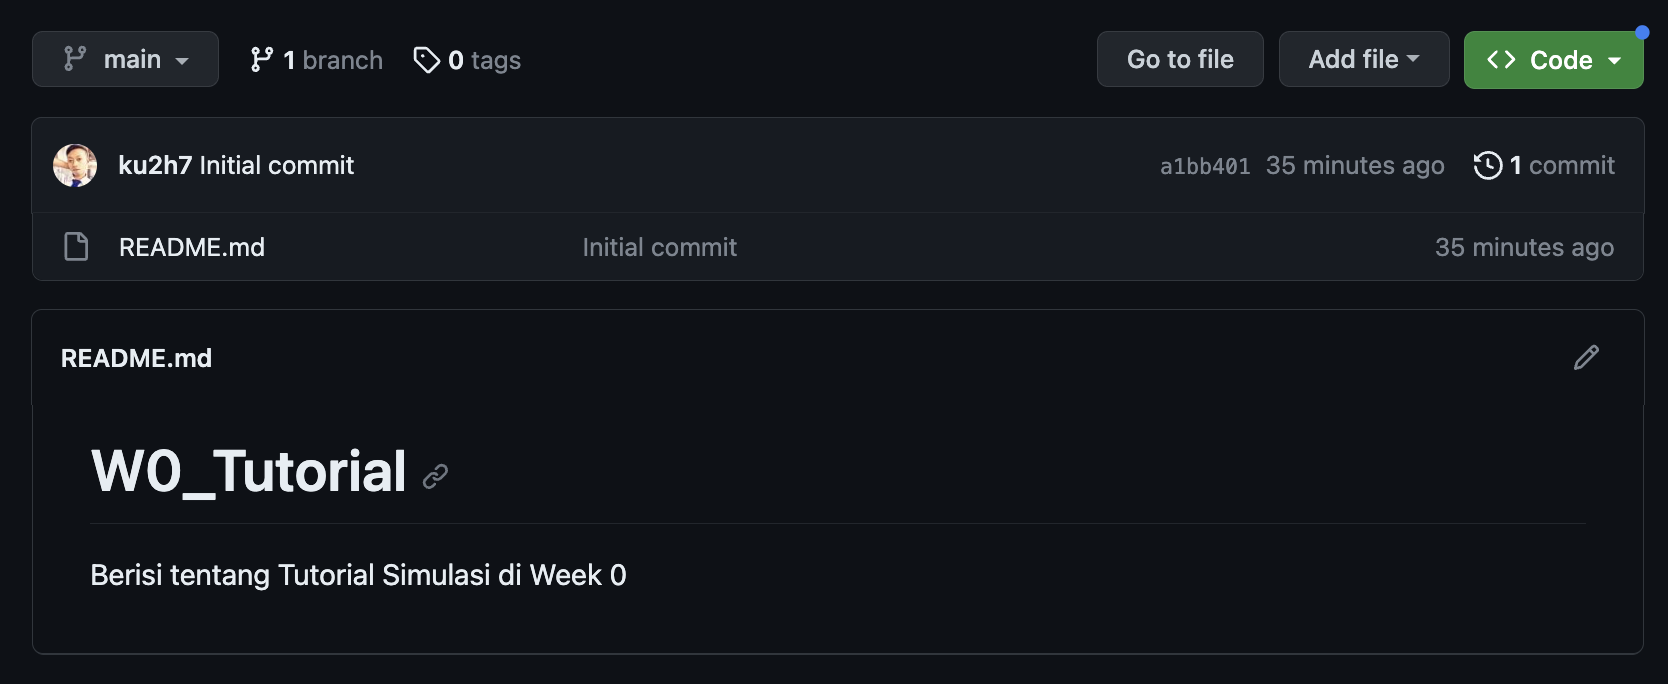 main 1 branch 0 tags Go to file Add file Code
ku2h7 Initial commit a1bb401 35 minutes ago 1 commit
README.md Initial commit 35 minutes ago
README.md
W0_Tutorial
Berisi tentang Tutorial Simulasi di Week 0